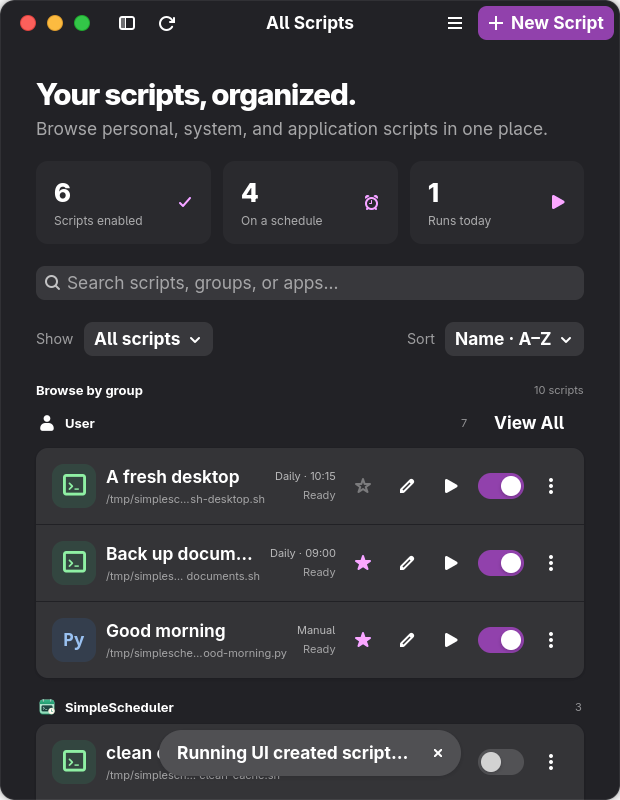 All Scripts
New Script
Your scripts, organized.
Browse personal, system, and application scripts in one place.
6
Scripts enabled
4
On a schedule
1
Runs today
Search scripts, groups, or apps...
Show
All scripts
Sort
Name · A–Z
Browse by group
10 scripts
User
7
View All
A fresh desktop
Daily · 10:15
/tmp/simplesc...sh-desktop.sh
Ready
Back up docum...
Daily · 09:00
/tmp/simples... documents.sh
Ready
Py
Good morning
Manual
/tmp/simplesche...ood-morning.py
Ready
SimpleScheduler
3
clean
Running UI created script...